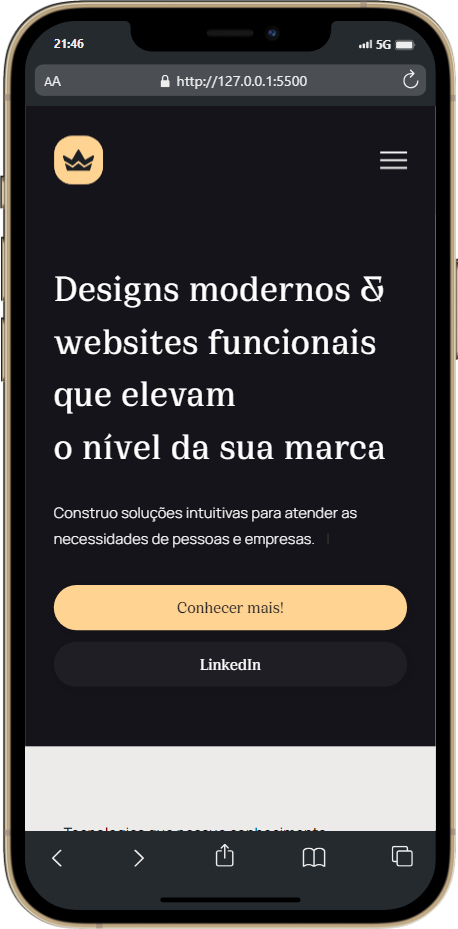 21:46
5G
AA
http://127.0.0.1:5500
Designs modernos &
websites funcionais
que elevam
o nível da sua marca
Construo soluções intuitivas para atender as
necessidades de pessoas e empresas.
Conhecer mais!
LinkedIn